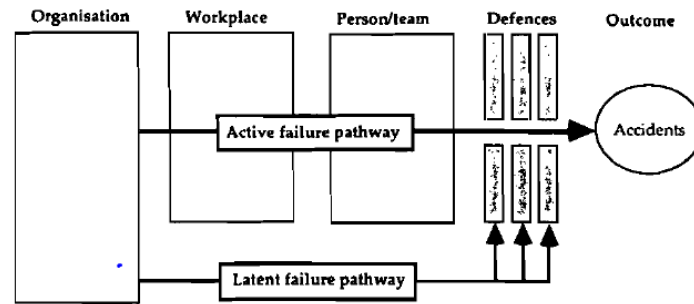 Organisation Workplace Person/team Defences Outcome
Active failure pathway
Accidents
Latent failure pathway